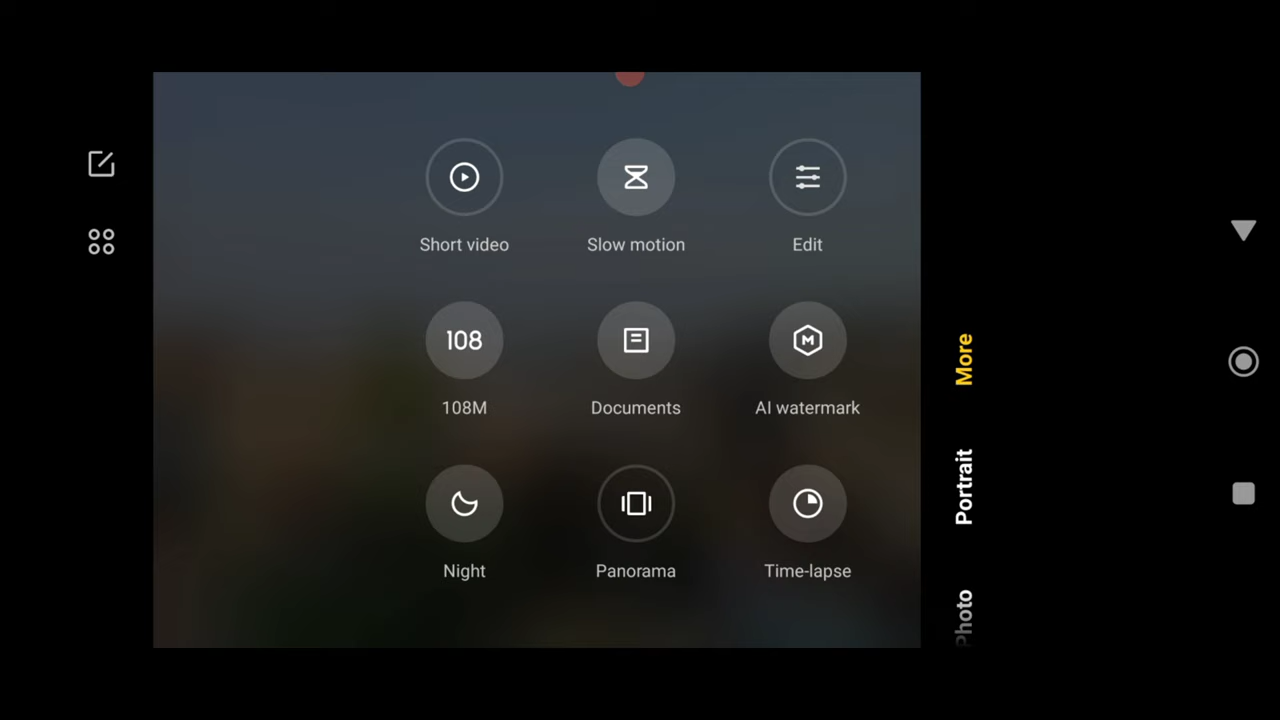 Short video
Slow motion
Edit
108
108M
Documents
M
AI watermark
Night
Panorama
Time-lapse
More
Portrait
Photo